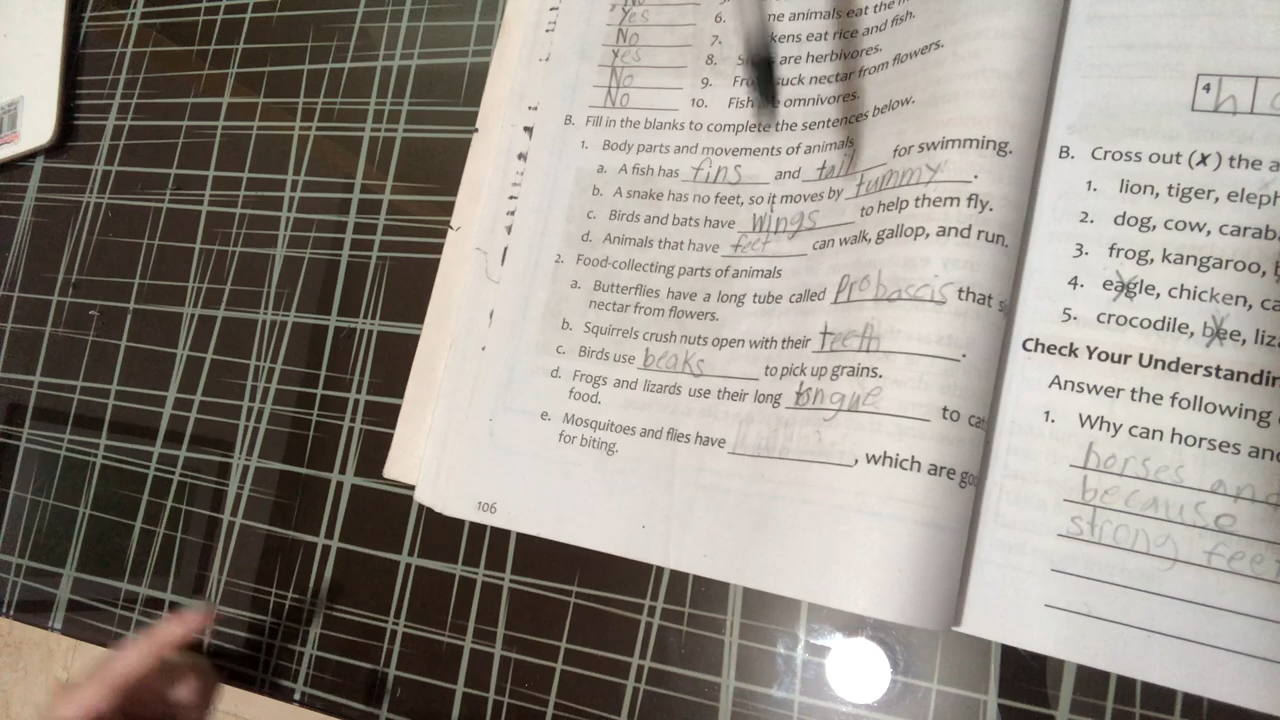 Yes 6. ne animals eat the
No 7. kens eat rice and fish.
Yes 8. are herbivores.
No 9. suck nectar from flowers.
No 10. Fish omnivores.
B. Fill in the blanks to complete the sentences below.
1. Body parts and movements of animals
a. A fish has fins and tail for swimming.
b. A snake has no feet, so it moves by tummy.
c. Birds and bats have wings to help them fly.
d. Animals that have feet can walk, gallop, and run.
2. Food-collecting parts of animals
a. Butterflies have a long tube called probascis that s
nectar from flowers.
b. Squirrels crush nuts open with their teeth.
c. Birds use beaks to pick up grains.
d. Frogs and lizards use their long tongue to cat
food.
e. Mosquitoes and flies have , which are go
for biting.
106
4 h
B. Cross out (X) the a
1. lion, tiger, eleph
2. dog, cow, carab
3. frog, kangaroo,
4. eagle, chicken, ca
5. crocodile, bee, liz
Check Your Understandin
Answer the following
1. Why can horses an
horses and
because
strong feet